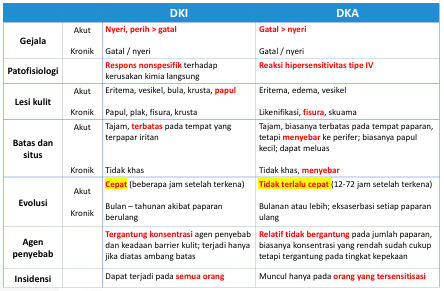 DKI DKA
Gejala
Akut Nyeri, perih > gatal Gatal > nyeri
Kronik Gatal / nyeri Gatal / nyeri
Patofisiologi
Respons nonspesifik terhadap
kerusakan kimia langsung
Reaksi hipersensitivitas tipe IV
Lesi kulit
Akut Eritema, vesikel, bula, krusta, papul Eritema, edema, vesikel
Kronik Papul, plak, fisura, krusta Likenifikasi, fisura, skuama
Batas dan
situs
Akut
Tajam, terbatas pada tempat yang
terpapar iritan
Tajam, biasanya terbatas pada tempat paparan,
tetapi menyebar ke perifer; biasanya papul
kecil; dapat meluas
Kronik Tidak khas Tidak khas, menyebar
Evolusi
Akut
Cepat (beberapa jam setelah terkena)
Tidak terlalu cepat (12-72 jam setelah terkena)
Kronik
Bulan – tahunan akibat paparan
berulang
Bulanan atau lebih; eksaserbasi setiap paparan
ulang
Agen
penyebab
Tergantung konsentrasi agen penyebab
dan keadaan barrier kulit; terjadi hanya
jika diatas ambang batas
Relatif tidak bergantung pada jumlah paparan,
biasanya konsentrasi yang rendah sudah cukup
tetapi tergantung pada tingkat kepekaan
Insidensi
Dapat terjadi pada semua orang
Muncul hanya pada orang yang tersensitisasi